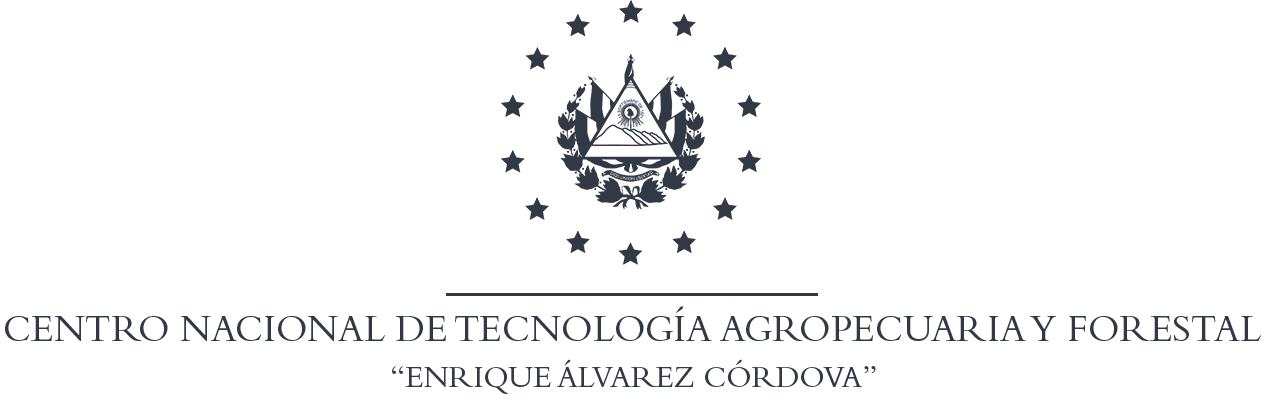 CENTRO NACIONAL DE TECNOLOGÍA AGROPECUARIA Y FORESTAL
“ENRIQUE ÁLVAREZ CÓRDOVA”